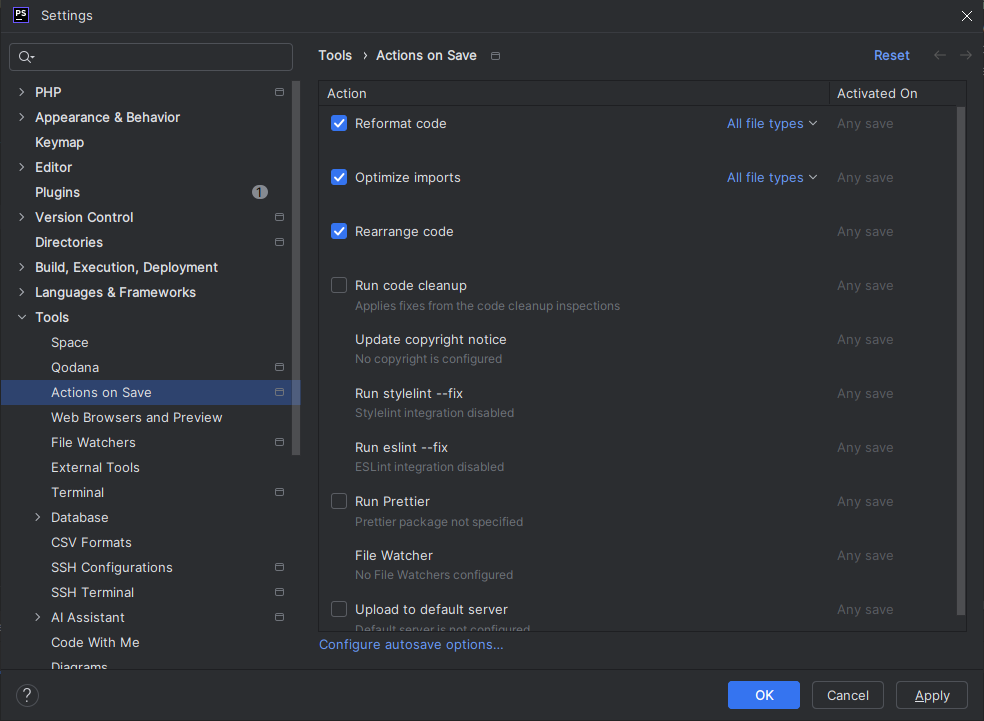 PS Settings
Tools › Actions on Save
Reset
PHP
Appearance & Behavior
Keymap
Editor
Plugins 1
Version Control
Directories
Build, Execution, Deployment
Languages & Frameworks
Tools
Space
Qodana
Actions on Save
Web Browsers and Preview
File Watchers
External Tools
Terminal
Database
CSV Formats
SSH Configurations
SSH Terminal
AI Assistant
Code With Me
Diagrams
Action Activated On
Reformat code All file types Any save
Optimize imports All file types Any save
Rearrange code Any save
Run code cleanup Any save
Applies fixes from the code cleanup inspections
Update copyright notice Any save
No copyright is configured
Run stylelint --fix Any save
Stylelint integration disabled
Run eslint --fix Any save
ESLint integration disabled
Run Prettier Any save
Prettier package not specified
File Watcher Any save
No File Watchers configured
Upload to default server Any save
Default server is not configured
Configure autosave options...
? OK Cancel Apply